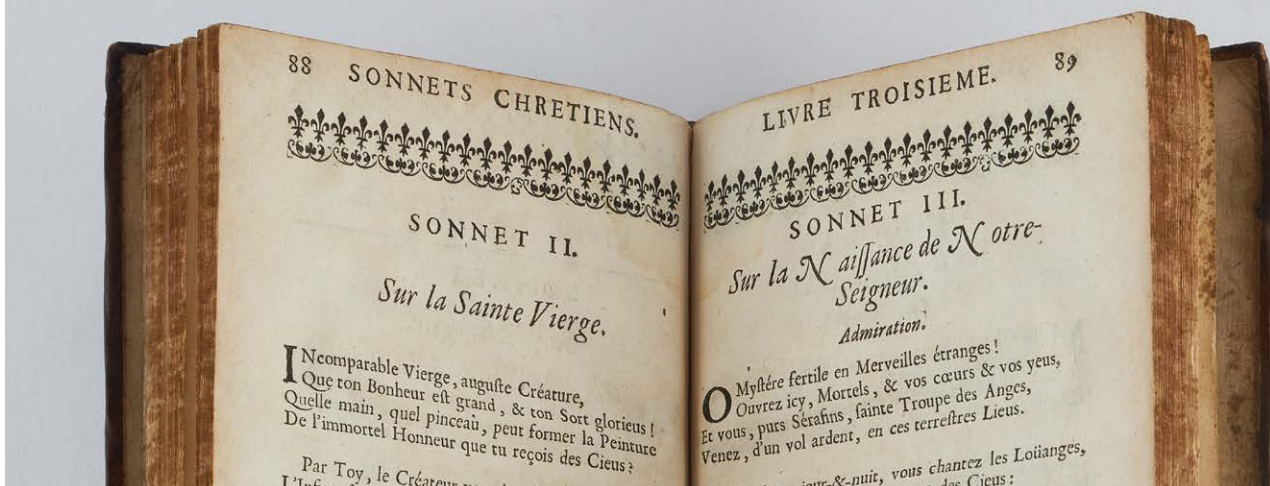 88 SONNETS CHRETIENS.
SONNET II.
Sur la Sainte Vierge.
INcomparable Vierge, auguſte Créature,
Que ton Bonheur eſt grand, & ton Sort glorieus !
Quelle main, quel pinceau, peut former la Peinture
De l'immortel Honneur que tu reçois des Cieus ?
Par Toy, le Créateur
LIVRE TROISIEME. 89
SONNET III.
Sur la Naiſſance de Notre-
Seigneur.
Admiration.
O Myſtére fertile en Merveilles étranges !
Ouvrez icy, Mortels, & vos cœurs & vos yeus,
Et vous, purs Sérafins, ſainte Troupe des Anges,
Venez, d'un vol ardent, en ces terreſtres Lieus.
jour-&-nuit, vous chantez les Loüanges,
des Cieus :